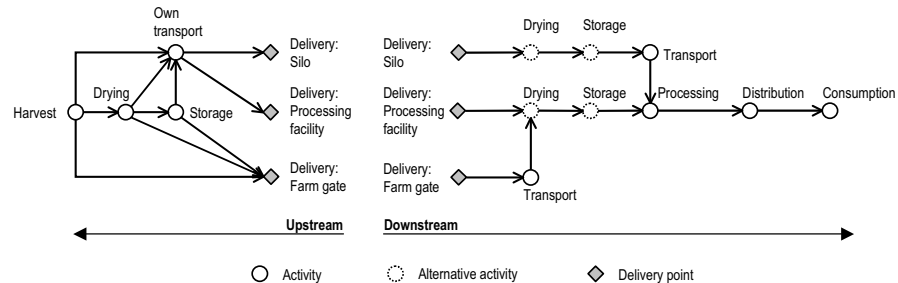 Own
transport
Delivery:
Silo
Harvest
Drying
Storage
Delivery:
Processing
facility
Delivery:
Farm gate
Delivery:
Silo
Drying
Storage
Transport
Delivery:
Processing
facility
Drying
Storage
Processing
Distribution
Consumption
Delivery:
Farm gate
Transport
Upstream
Downstream
Activity
Alternative activity
Delivery point